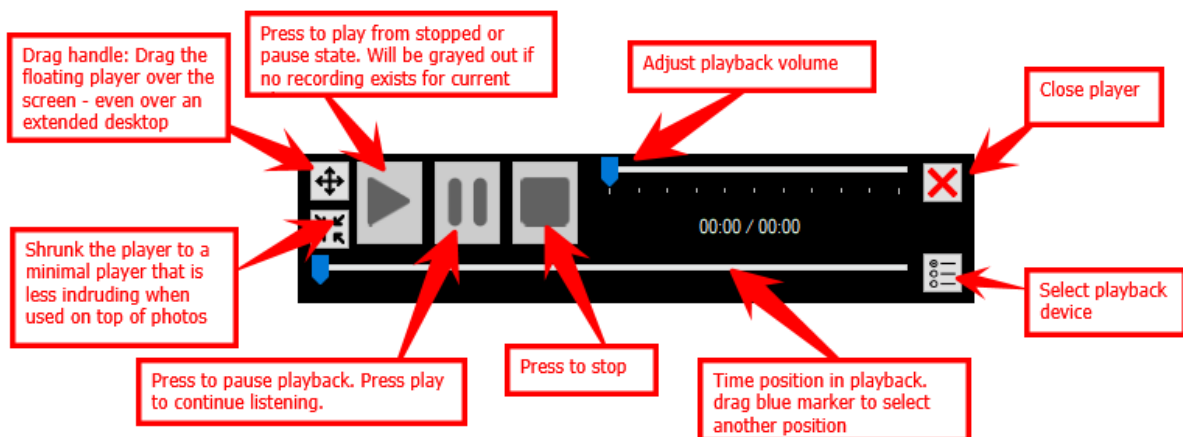 Drag handle: Drag the
floating player over the
screen - even over an
extended desktop
Press to play from stopped or
pause state. Will be grayed out if
no recording exists for current
Adjust playback volume
Close player
00:00 / 00:00
Shrunk the player to a
minimal player that is
less indruding when
used on top of photos
Press to pause playback. Press play
to continue listening.
Press to stop
Time position in playback.
drag blue marker to select
another position
Select playback
device